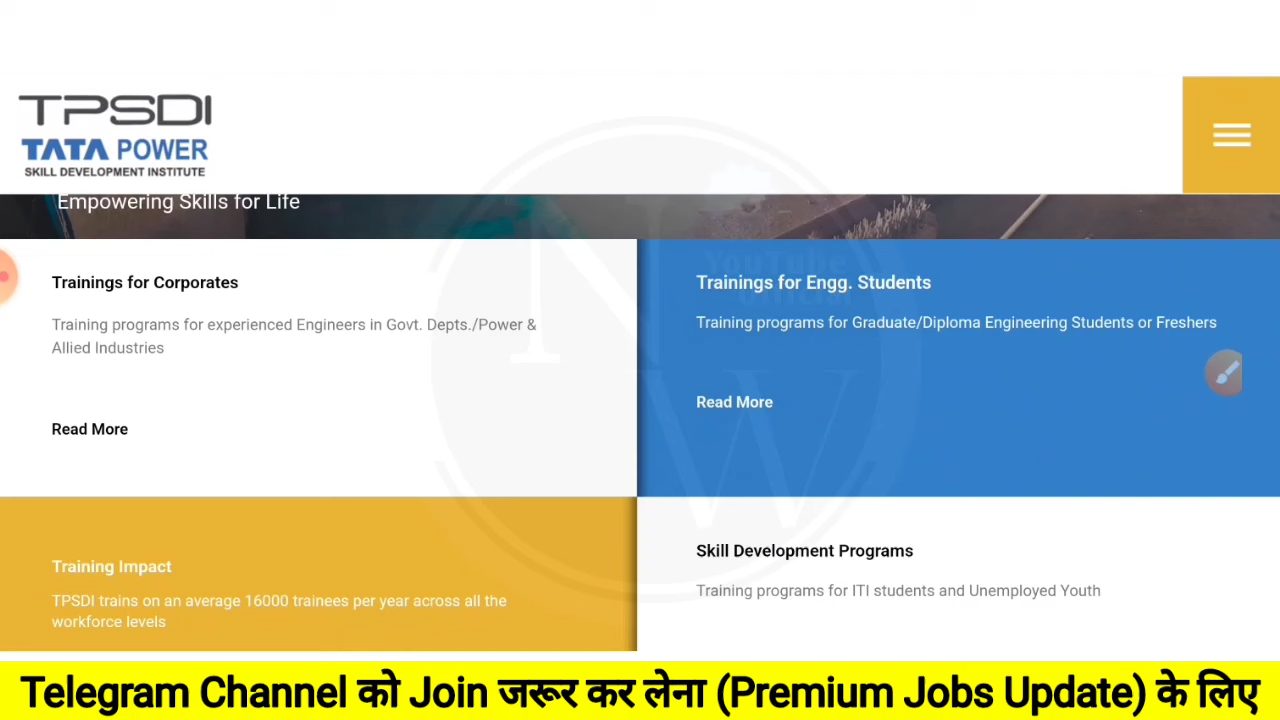 TPSDI
TATA POWER
SKILL DEVELOPMENT INSTITUTE
Empowering Skills for Life
Trainings for Corporates
Training programs for experienced Engineers in Govt. Depts./Power &
Allied Industries
Read More
Trainings for Engg. Students
Training programs for Graduate/Diploma Engineering Students or Freshers
Read More
YouTube
Official
NW
Training Impact
TPSDI trains on an average 16000 trainees per year across all the
workforce levels
Skill Development Programs
Training programs for ITI students and Unemployed Youth
Telegram Channel को Join जरूर कर लेना (Premium Jobs Update) के लिए